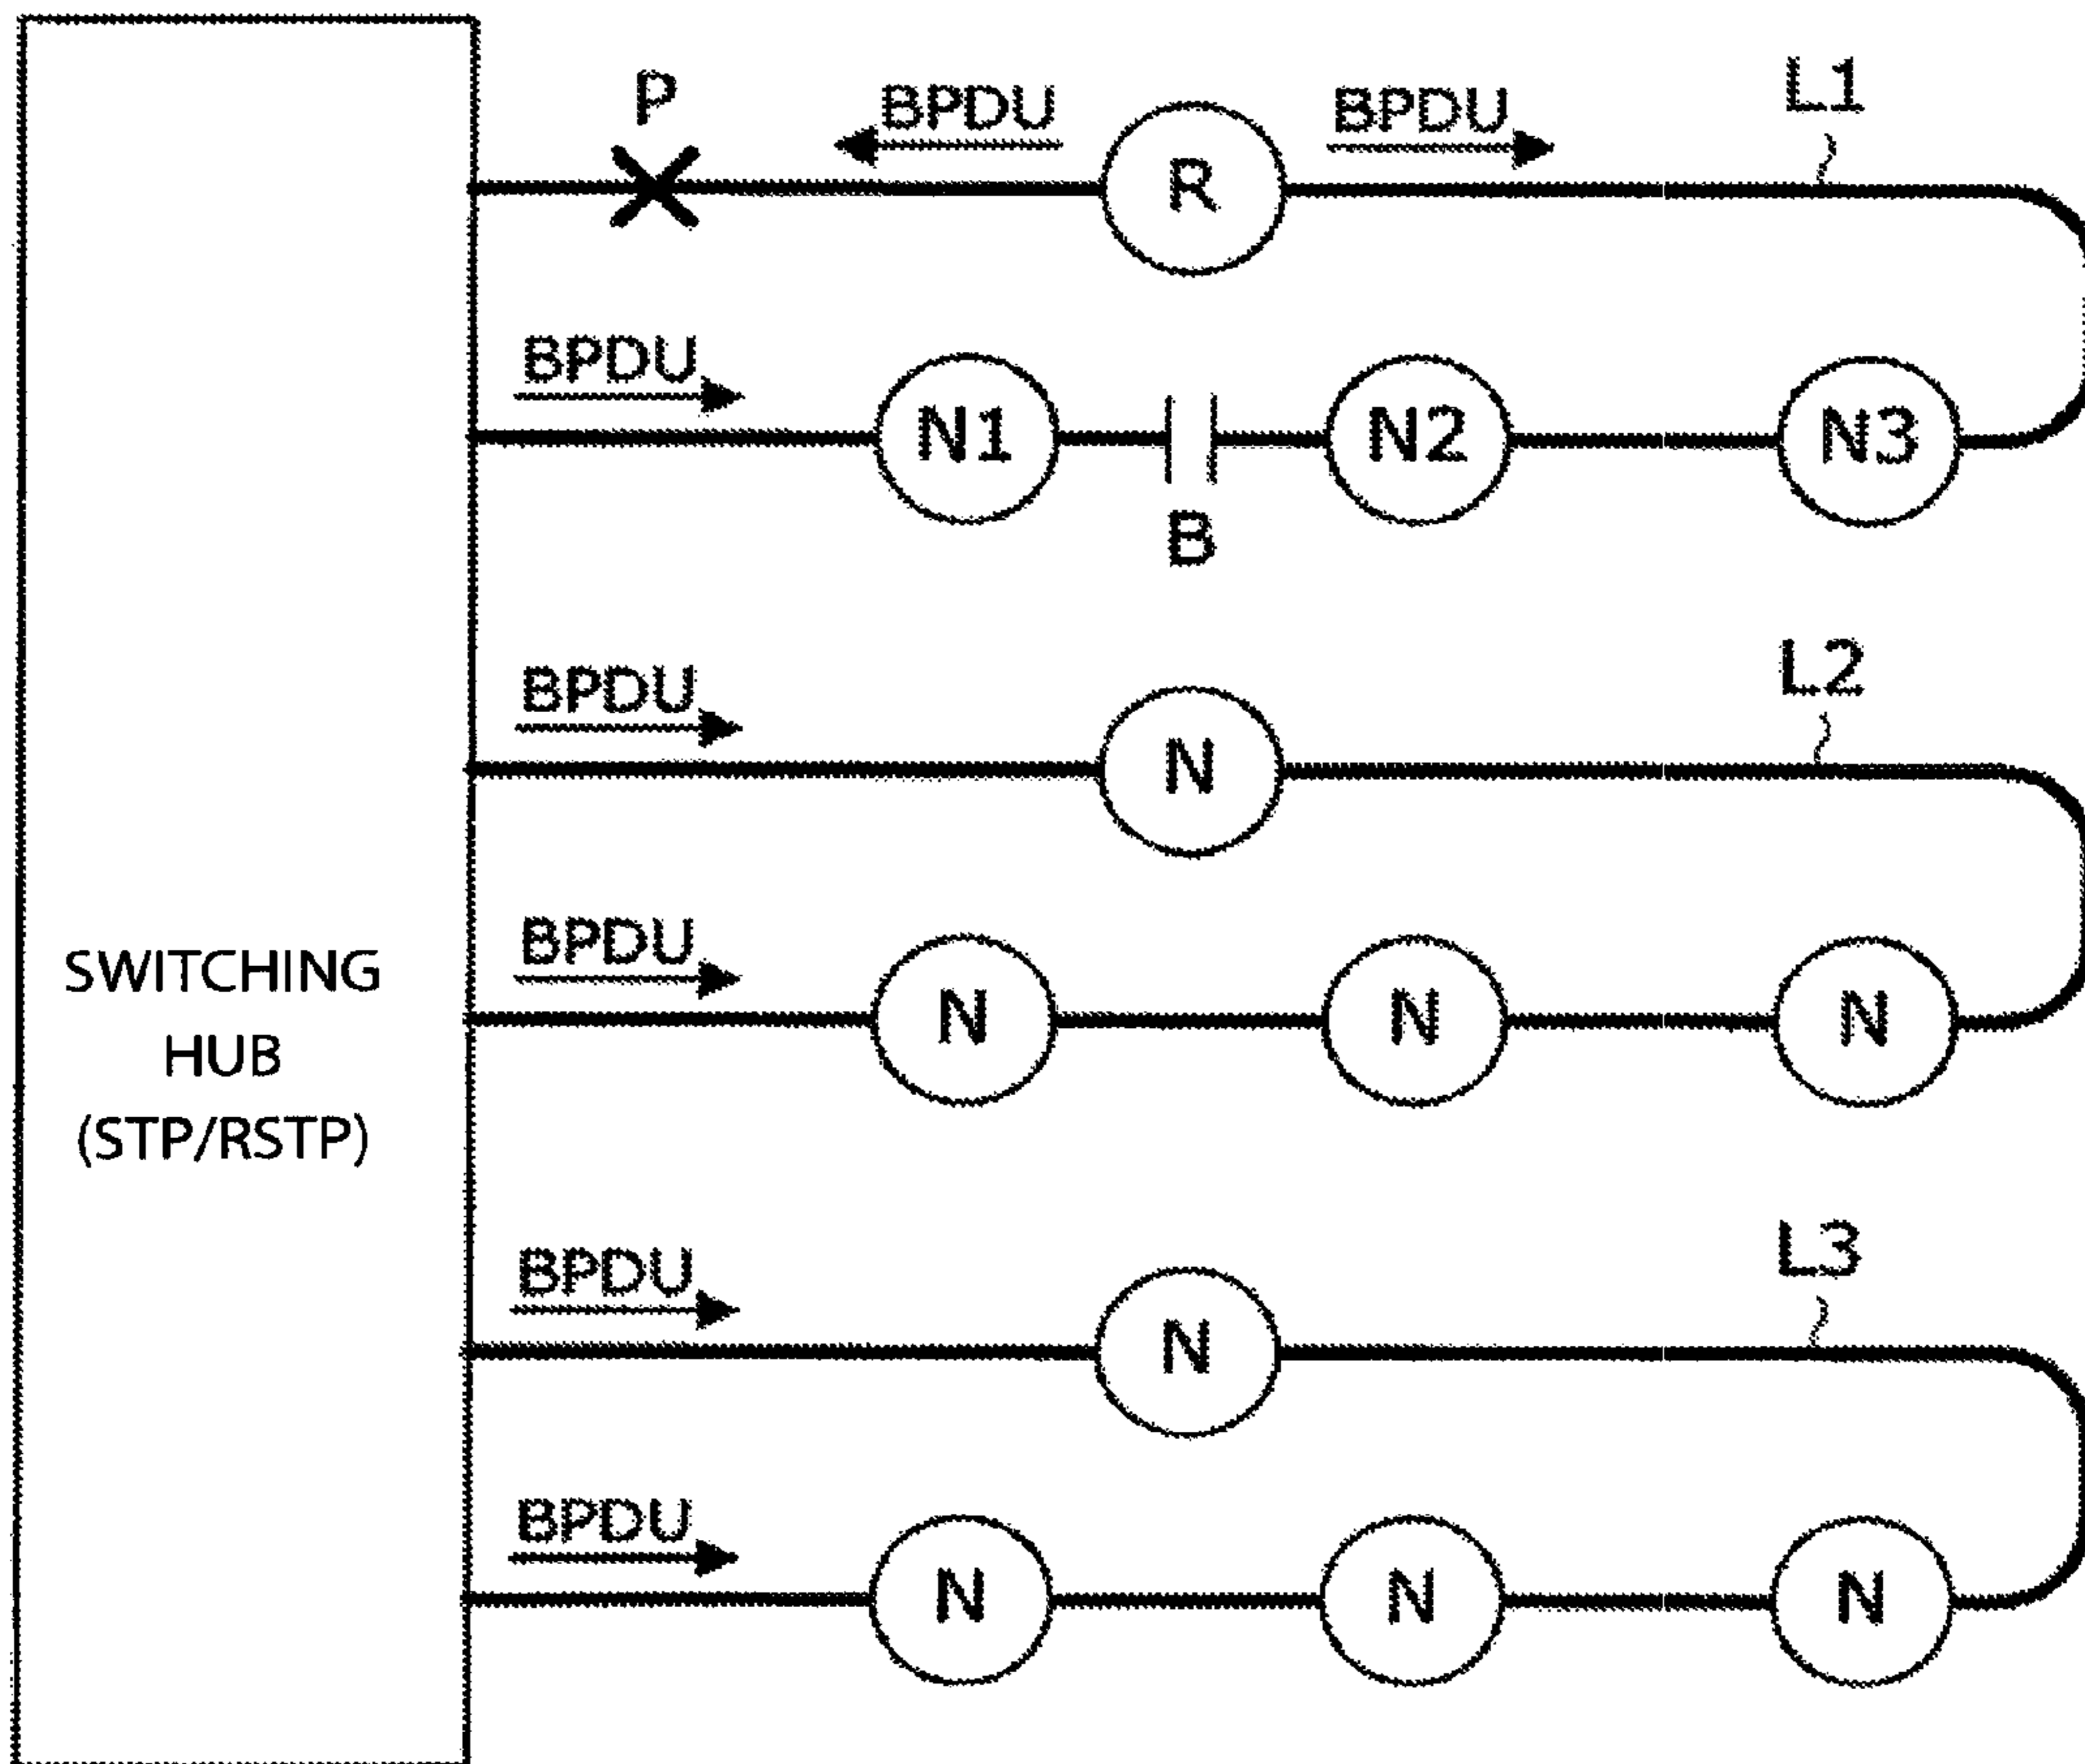 P
BPDU
BPDU
L1
R
BPDU
N1
N2
N3
B
BPDU
L2
N
BPDU
N
N
N
SWITCHING
HUB
(STP/RSTP)
BPDU
L3
N
BPDU
N
N
N